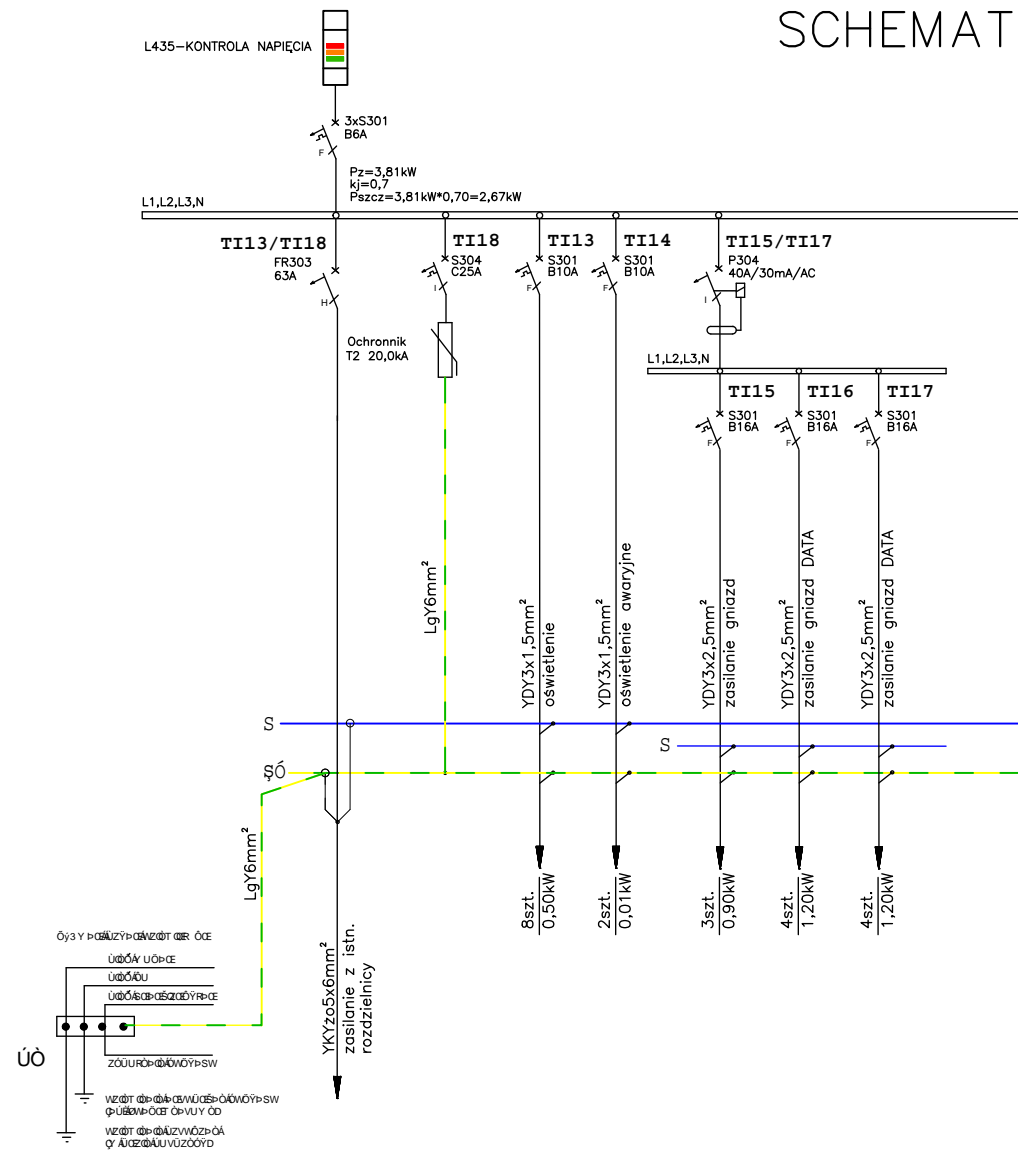 SCHEMAT
L435-KONTROLA NAPIĘCIA
3xS301
B6A
F
Pz=3,81kW
kj=0,7
Pszcz=3,81kW*0,70=2,67kW
L1,L2,L3,N
TI13/TI18
FR303
63A
H
TI18
S304
C25A
I
Ochronnik
T2 20,0kA
TI13
S301
B10A
F
TI14
S301
B10A
F
TI15/TI17
P304
40A/30mA/AC
I
L1,L2,L3,N
TI15
S301
B16A
F
TI16
S301
B16A
F
TI17
S301
B16A
F
LgY6mm²
YDY3x1,5mm²
oświetlenie
YDY3x1,5mm²
oświetlenie awaryjne
YDY3x2,5mm²
zasilanie gniazd
YDY3x2,5mm²
zasilanie gniazd DATA
YDY3x2,5mm²
zasilanie gniazd DATA
S
S
ŞÓ
LgY6mm²
8szt.
0,50kW
2szt.
0,01kW
3szt.
0,90kW
4szt.
1,20kW
4szt.
1,20kW
YKYżo5x6mm²
zasilanie z istn.
rozdzielnicy
ÚÒ